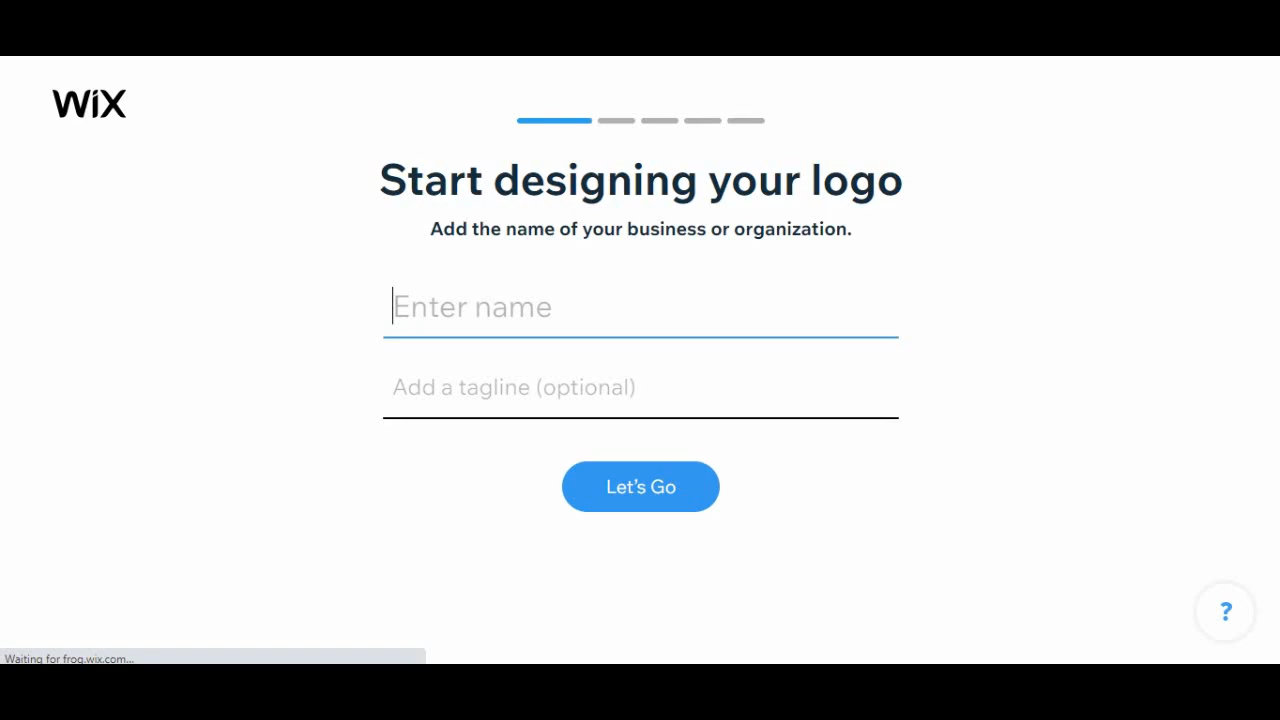 WiX
Start designing your logo
Add the name of your business or organization.
Enter name
Add a tagline (optional)
Let's Go
?
Waiting for frog.wix.com...